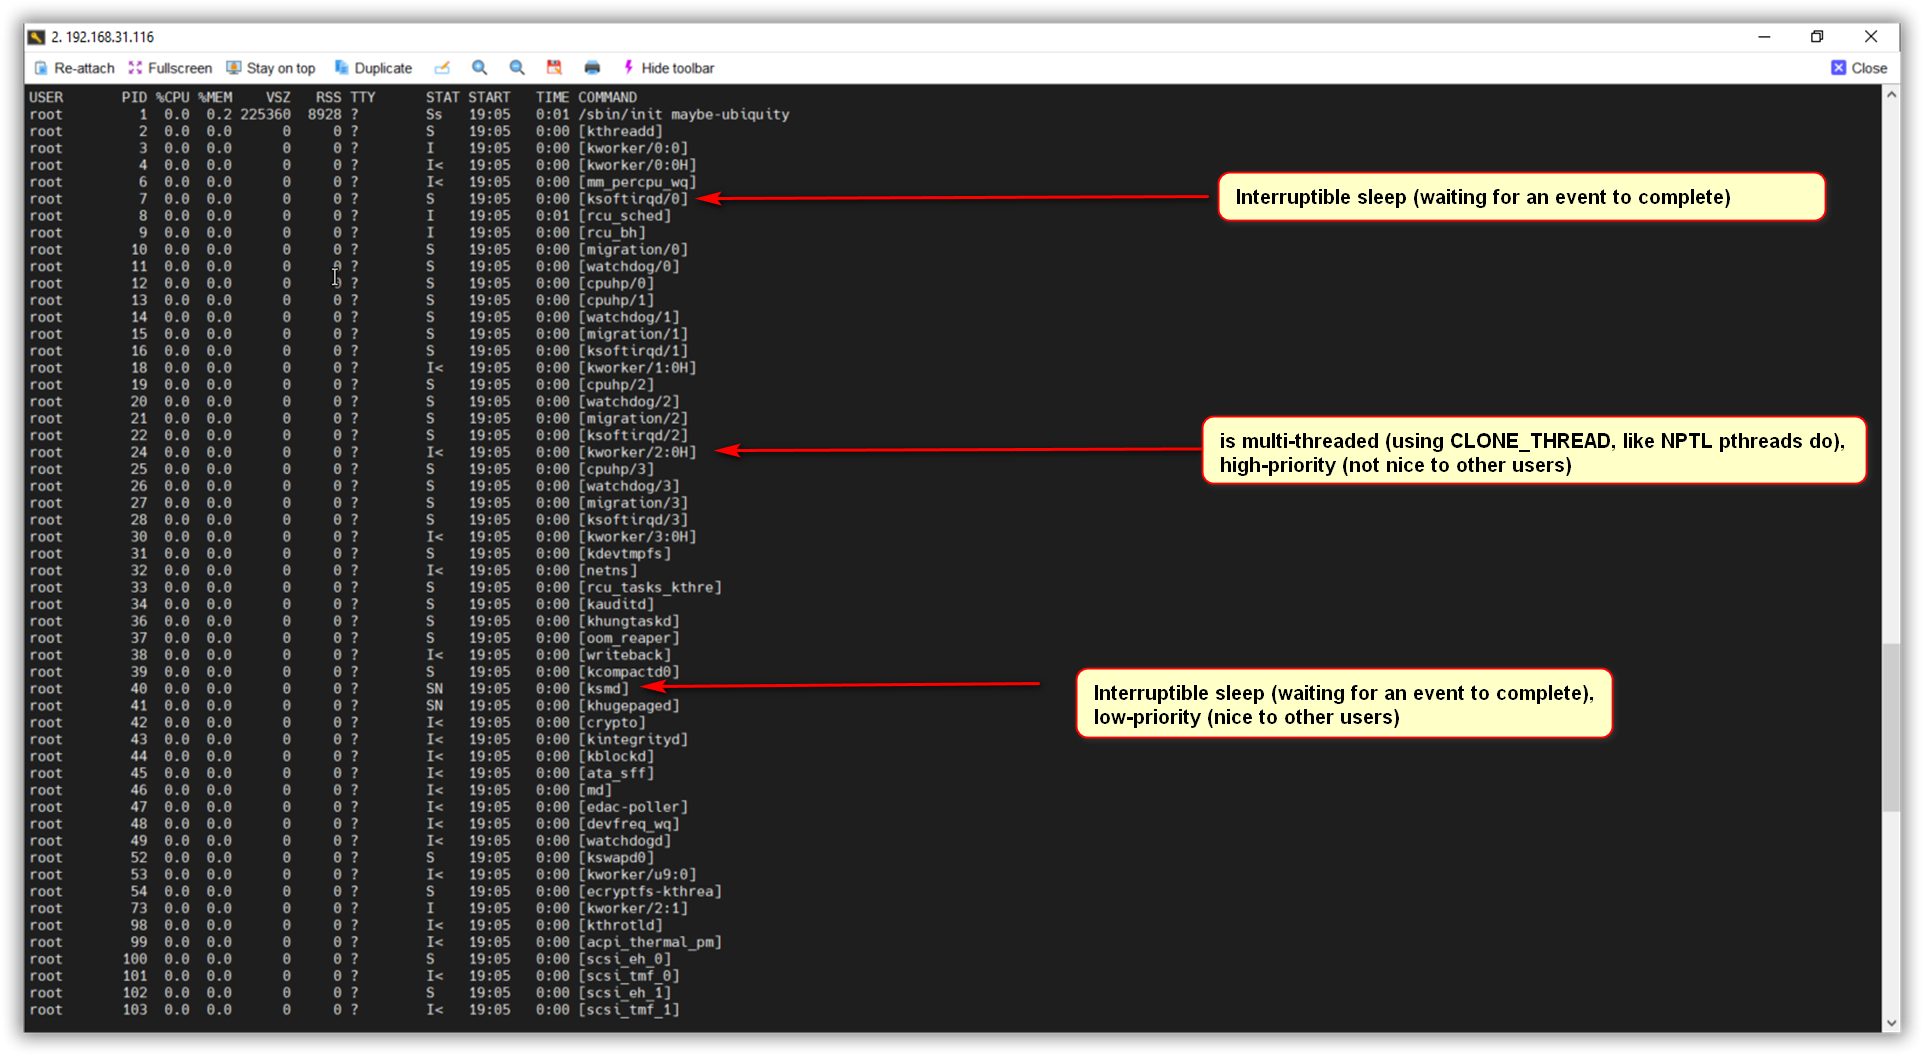 2. 192.168.31.116
Re-attach Fullscreen Stay on top Duplicate Hide toolbar Close
USER PID %CPU %MEM VSZ RSS TTY STAT START TIME COMMAND
root 1 0.0 0.2 225360 8928 ? Ss 19:05 0:01 /sbin/init maybe-ubiquity
root 2 0.0 0.0 0 0 ? S 19:05 0:00 [kthreadd]
root 3 0.0 0.0 0 0 ? I 19:05 0:00 [kworker/0:0]
root 4 0.0 0.0 0 0 ? I< 19:05 0:00 [kworker/0:0H]
root 6 0.0 0.0 0 0 ? I< 19:05 0:00 [mm_percpu_wq]
root 7 0.0 0.0 0 0 ? S 19:05 0:00 [ksoftirqd/0]
Interruptible sleep (waiting for an event to complete)
root 8 0.0 0.0 0 0 ? I 19:05 0:01 [rcu_sched]
root 9 0.0 0.0 0 0 ? I 19:05 0:00 [rcu_bh]
root 10 0.0 0.0 0 0 ? S 19:05 0:00 [migration/0]
root 11 0.0 0.0 0 0 ? S 19:05 0:00 [watchdog/0]
root 12 0.0 0.0 0 0 ? S 19:05 0:00 [cpuhp/0]
root 13 0.0 0.0 0 0 ? S 19:05 0:00 [cpuhp/1]
root 14 0.0 0.0 0 0 ? S 19:05 0:00 [watchdog/1]
root 15 0.0 0.0 0 0 ? S 19:05 0:00 [migration/1]
root 16 0.0 0.0 0 0 ? S 19:05 0:00 [ksoftirqd/1]
root 18 0.0 0.0 0 0 ? I< 19:05 0:00 [kworker/1:0H]
root 19 0.0 0.0 0 0 ? S 19:05 0:00 [cpuhp/2]
root 20 0.0 0.0 0 0 ? S 19:05 0:00 [watchdog/2]
root 21 0.0 0.0 0 0 ? S 19:05 0:00 [migration/2]
root 22 0.0 0.0 0 0 ? S 19:05 0:00 [ksoftirqd/2]
root 24 0.0 0.0 0 0 ? I< 19:05 0:00 [kworker/2:0H]
is multi-threaded (using CLONE_THREAD, like NPTL pthreads do),
high-priority (not nice to other users)
root 25 0.0 0.0 0 0 ? S 19:05 0:00 [cpuhp/3]
root 26 0.0 0.0 0 0 ? S 19:05 0:00 [watchdog/3]
root 27 0.0 0.0 0 0 ? S 19:05 0:00 [migration/3]
root 28 0.0 0.0 0 0 ? S 19:05 0:00 [ksoftirqd/3]
root 30 0.0 0.0 0 0 ? I< 19:05 0:00 [kworker/3:0H]
root 31 0.0 0.0 0 0 ? S 19:05 0:00 [kdevtmpfs]
root 32 0.0 0.0 0 0 ? I< 19:05 0:00 [netns]
root 33 0.0 0.0 0 0 ? S 19:05 0:00 [rcu_tasks_kthre]
root 34 0.0 0.0 0 0 ? S 19:05 0:00 [kauditd]
root 36 0.0 0.0 0 0 ? S 19:05 0:00 [khungtaskd]
root 37 0.0 0.0 0 0 ? S 19:05 0:00 [oom_reaper]
root 38 0.0 0.0 0 0 ? I< 19:05 0:00 [writeback]
root 39 0.0 0.0 0 0 ? S 19:05 0:00 [kcompactd0]
root 40 0.0 0.0 0 0 ? SN 19:05 0:00 [ksmd]
Interruptible sleep (waiting for an event to complete),
low-priority (nice to other users)
root 41 0.0 0.0 0 0 ? SN 19:05 0:00 [khugepaged]
root 42 0.0 0.0 0 0 ? I< 19:05 0:00 [crypto]
root 43 0.0 0.0 0 0 ? I< 19:05 0:00 [kintegrityd]
root 44 0.0 0.0 0 0 ? I< 19:05 0:00 [kblockd]
root 45 0.0 0.0 0 0 ? I< 19:05 0:00 [ata_sff]
root 46 0.0 0.0 0 0 ? I< 19:05 0:00 [md]
root 47 0.0 0.0 0 0 ? I< 19:05 0:00 [edac-poller]
root 48 0.0 0.0 0 0 ? I< 19:05 0:00 [devfreq_wq]
root 49 0.0 0.0 0 0 ? I< 19:05 0:00 [watchdogd]
root 52 0.0 0.0 0 0 ? S 19:05 0:00 [kswapd0]
root 53 0.0 0.0 0 0 ? I< 19:05 0:00 [kworker/u9:0]
root 54 0.0 0.0 0 0 ? S 19:05 0:00 [ecryptfs-kthrea]
root 73 0.0 0.0 0 0 ? I 19:05 0:00 [kworker/2:1]
root 98 0.0 0.0 0 0 ? I< 19:05 0:00 [kthrotld]
root 99 0.0 0.0 0 0 ? I< 19:05 0:00 [acpi_thermal_pm]
root 100 0.0 0.0 0 0 ? S 19:05 0:00 [scsi_eh_0]
root 101 0.0 0.0 0 0 ? I< 19:05 0:00 [scsi_tmf_0]
root 102 0.0 0.0 0 0 ? S 19:05 0:00 [scsi_eh_1]
root 103 0.0 0.0 0 0 ? I< 19:05 0:00 [scsi_tmf_1]